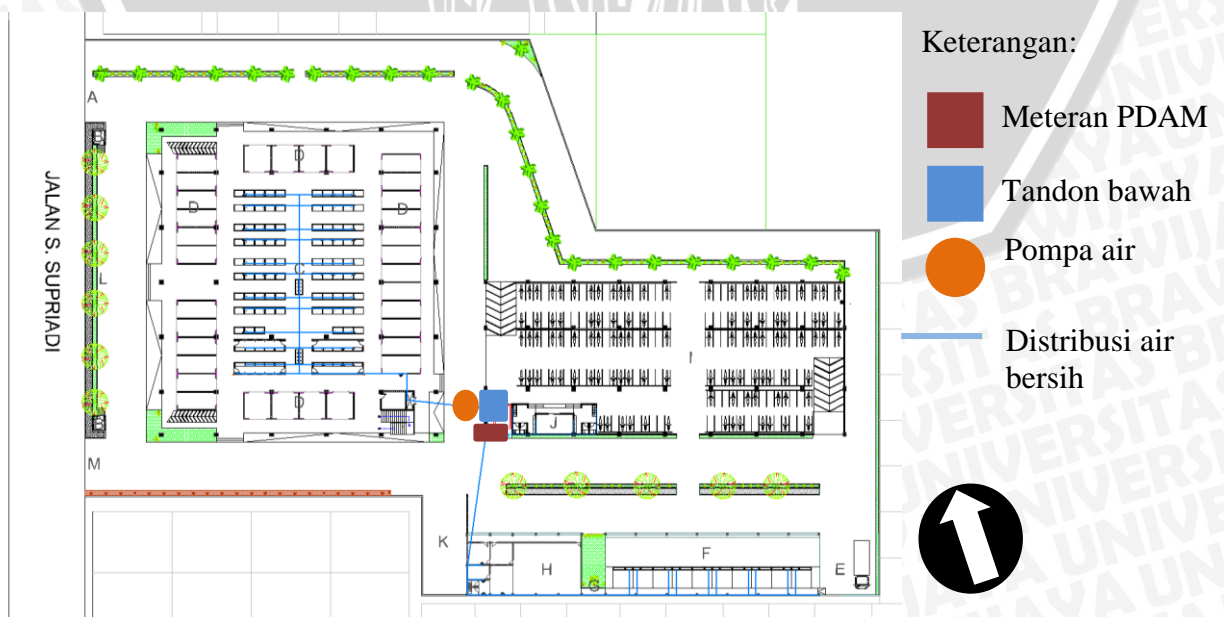 Keterangan:
Meteran PDAM
Tandon bawah
Pompa air
Distribusi air
bersih
JALAN S. SUPRIADI
A
B
D
D
D
C
L
I
D
J
B
M
K
F
H
E
G